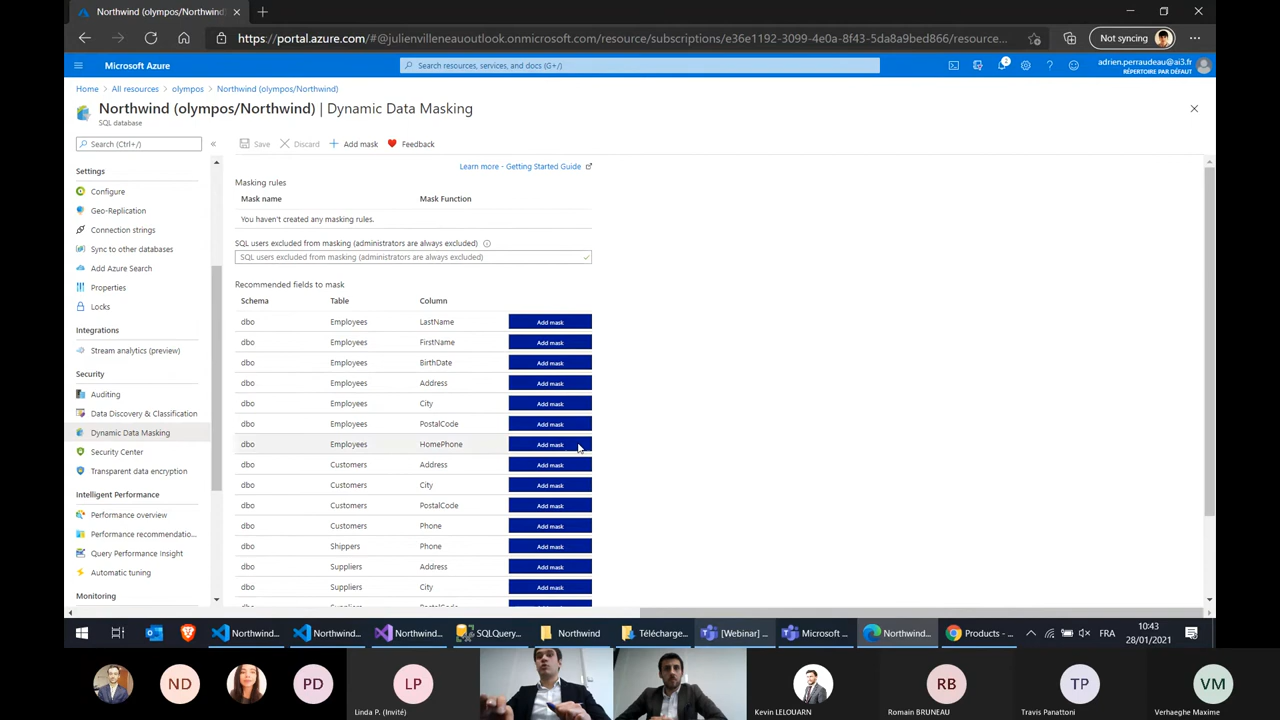 Northwind (olympos/Northwind)
https://portal.azure.com/#@julienvilleneauoutlook.onmicrosoft.com/resource/subscriptions/e36e1192-3099-4e0a-8f43-5da8a9bed866/resource...
Not syncing
Microsoft Azure
Search resources, services, and docs (G+/)
2
adrien.perraudeau@ai3.fr
RÉPERTOIRE PAR DÉFAUT
Home > All resources > olympos > Northwind (olympos/Northwind)
Northwind (olympos/Northwind) | Dynamic Data Masking
SQL database
Search (Ctrl+/)
Save
Discard
Add mask
Feedback
Settings
Configure
Geo-Replication
Connection strings
Sync to other databases
Add Azure Search
Properties
Locks
Integrations
Stream analytics (preview)
Security
Auditing
Data Discovery & Classification
Dynamic Data Masking
Security Center
Transparent data encryption
Intelligent Performance
Performance overview
Performance recommendatio...
Query Performance Insight
Automatic tuning
Monitoring
Learn more - Getting Started Guide
Masking rules
Mask name Mask Function
You haven't created any masking rules.
SQL users excluded from masking (administrators are always excluded)
SQL users excluded from masking (administrators are always excluded)
Recommended fields to mask
Schema Table Column
dbo Employees LastName Add mask
dbo Employees FirstName Add mask
dbo Employees BirthDate Add mask
dbo Employees Address Add mask
dbo Employees City Add mask
dbo Employees PostalCode Add mask
dbo Employees HomePhone Add mask
dbo Customers Address Add mask
dbo Customers City Add mask
dbo Customers PostalCode Add mask
dbo Customers Phone Add mask
dbo Shippers Phone Add mask
dbo Suppliers Address Add mask
dbo Suppliers City Add mask
Northwind...
Northwind...
Northwind...
SQLQuery...
Northwind
Télécharge...
[Webinar] ...
Microsoft ...
Northwind...
Products - ...
FRA
10:43
28/01/2021
ND
PD
LP
Linda P. (Invité)
Kevin LELOUARN
RB
Romain BRUNEAU
TP
Travis Panattoni
VM
Verhaeghe Maxime